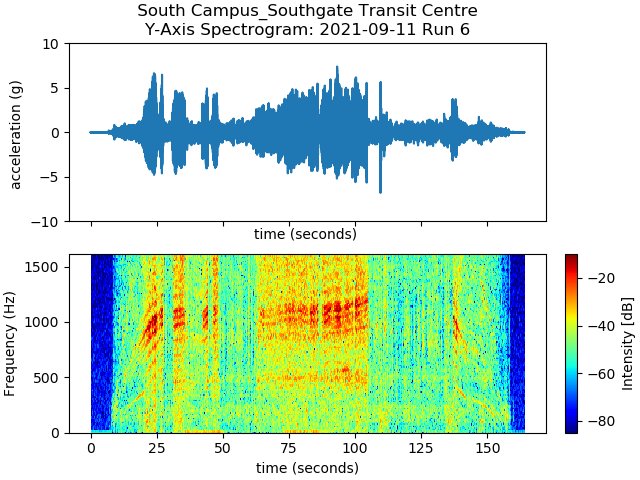 South Campus_Southgate Transit Centre
Y-Axis Spectrogram: 2021-09-11 Run 6
10
5
0
−5
−10
acceleration (g)
time (seconds)
1500
1000
500
0
Frequency (Hz)
0 25 50 75 100 125 150
time (seconds)
−20
−40
−60
−80
Intensity [dB]